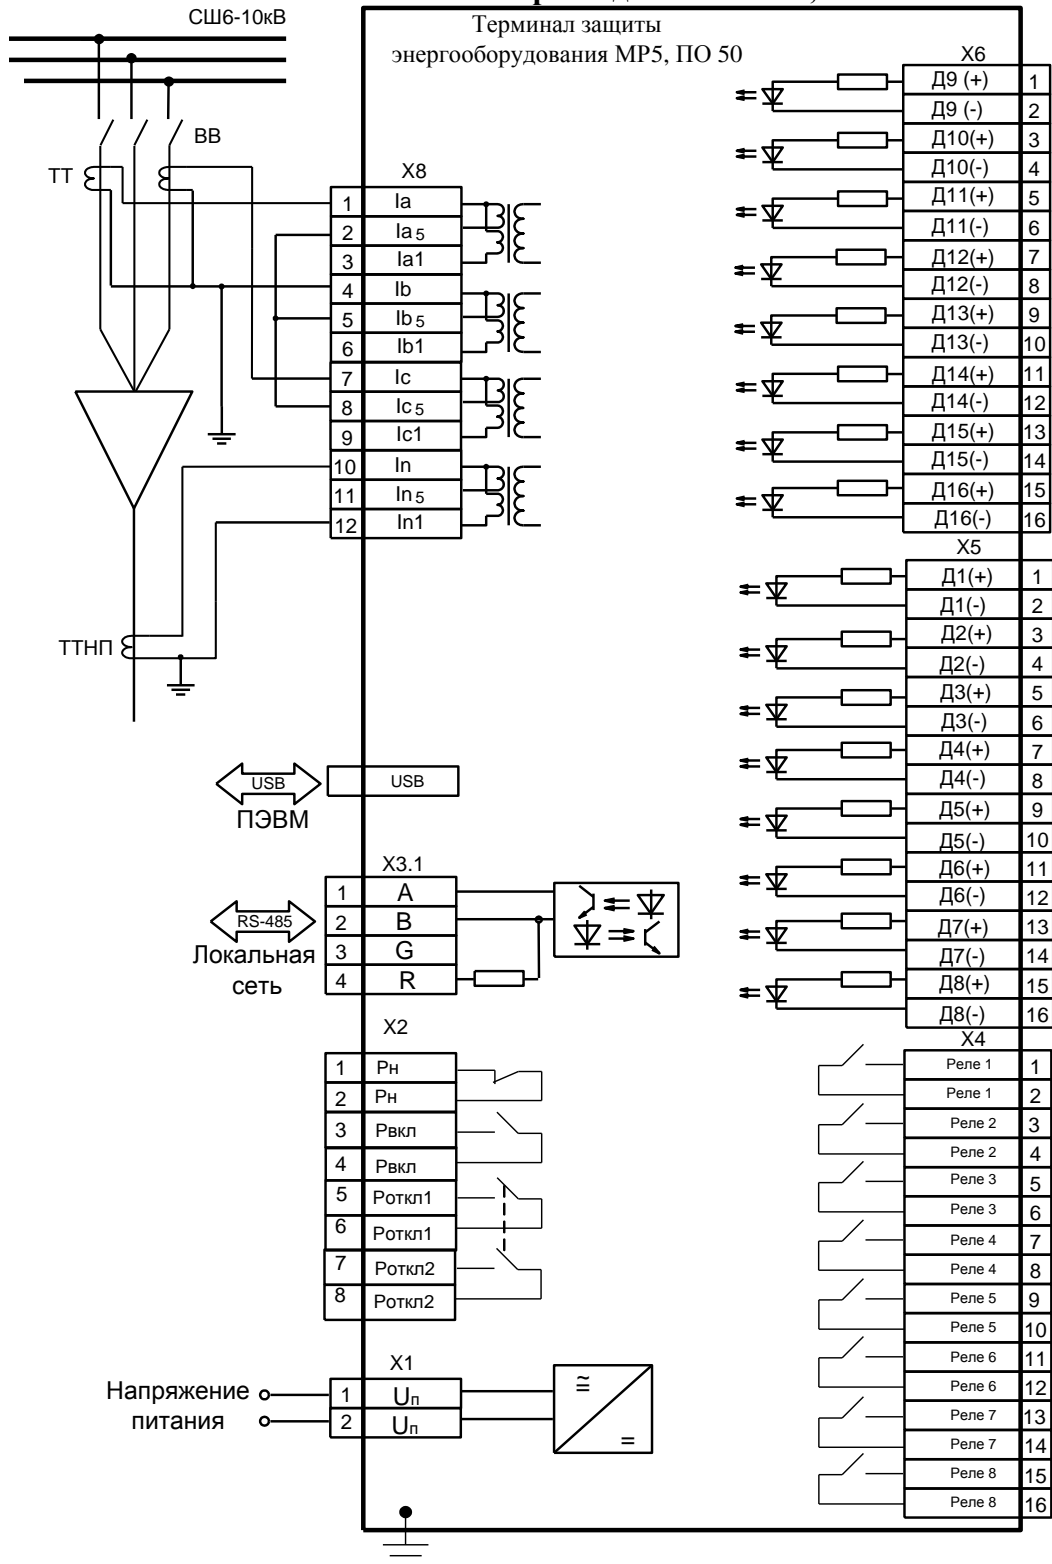 СШ6-10кВ
Терминал защиты
энергооборудования МР5, ПО 50
ВВ
ТТ
X8
1 Ia
2 Ia 5
3 Ia1
4 Ib
5 Ib 5
6 Ib1
7 Ic
8 Ic 5
9 Ic1
10 In
11 In 5
12 In1
ТТНП
USB
USB
ПЭВМ
X3.1
1 A
2 B
3 G
4 R
RS-485
Локальная
сеть
X2
1 Рн
2 Рн
3 Рвкл
4 Рвкл
5 Роткл1
6 Роткл1
7 Роткл2
8 Роткл2
X1
Напряжение
питания
1 Uп
2 Uп
≅
=
X6
Д9 (+) 1
Д9 (-) 2
Д10(+) 3
Д10(-) 4
Д11(+) 5
Д11(-) 6
Д12(+) 7
Д12(-) 8
Д13(+) 9
Д13(-) 10
Д14(+) 11
Д14(-) 12
Д15(+) 13
Д15(-) 14
Д16(+) 15
Д16(-) 16
X5
Д1(+) 1
Д1(-) 2
Д2(+) 3
Д2(-) 4
Д3(+) 5
Д3(-) 6
Д4(+) 7
Д4(-) 8
Д5(+) 9
Д5(-) 10
Д6(+) 11
Д6(-) 12
Д7(+) 13
Д7(-) 14
Д8(+) 15
Д8(-) 16
X4
Реле 1 1
Реле 1 2
Реле 2 3
Реле 2 4
Реле 3 5
Реле 3 6
Реле 4 7
Реле 4 8
Реле 5 9
Реле 5 10
Реле 6 11
Реле 6 12
Реле 7 13
Реле 7 14
Реле 8 15
Реле 8 16